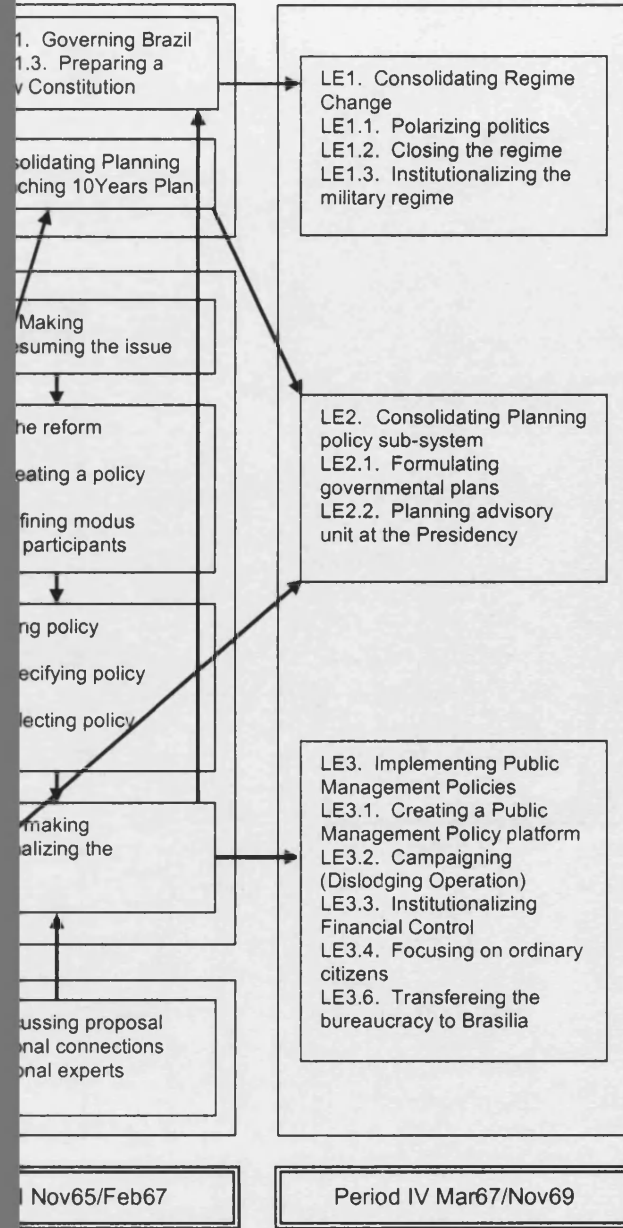 1. Governing Brazil
1.3. Preparing a
Constitution
Planning
10Years Plan
Making
the issue
reform
a policy
modus
participants
policy
policy
policy
making
the
proposal
connections
experts
Nov65/Feb67
LE1. Consolidating Regime
Change
LE1.1. Polarizing politics
LE1.2. Closing the regime
LE1.3. Institutionalizing the
military regime
LE2. Consolidating Planning
policy sub-system
LE2.1. Formulating
governmental plans
LE2.2. Planning advisory
unit at the Presidency
LE3. Implementing Public
Management Policies
LE3.1. Creating a Public
Management Policy platform
LE3.2. Campaigning
(Dislodging Operation)
LE3.3. Institutionalizing
Financial Control
LE3.4. Focusing on ordinary
citizens
LE3.6. Transfereing the
bureaucracy to Brasilia
Period IV Mar67/Nov69